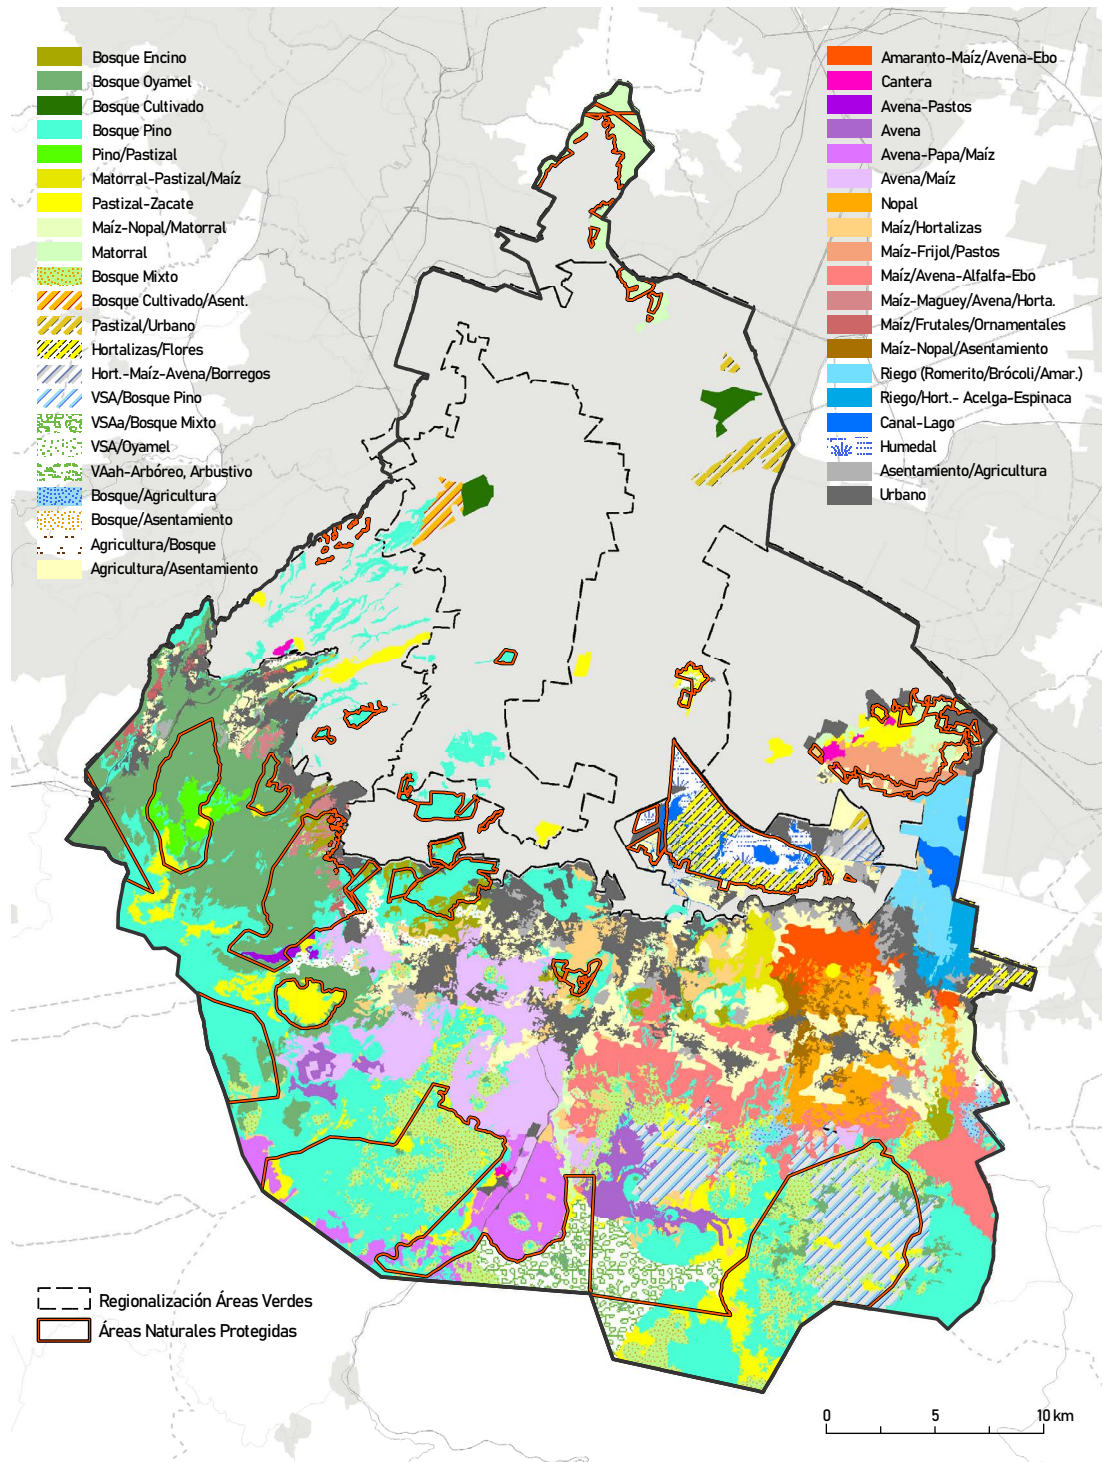 Bosque Encino
Bosque Oyamel
Bosque Cultivado
Bosque Pino
Pino/Pastizal
Matorral-Pastizal/Maíz
Pastizal-Zacate
Maíz-Nopal/Matorral
Matorral
Bosque Mixto
Bosque Cultivado/Asent.
Pastizal/Urbano
Hortalizas/Flores
Hort.-Maíz-Avena/Borregos
VSA/Bosque Pino
VSAa/Bosque Mixto
VSA/Oyamel
VAah-Arbóreo, Arbustivo
Bosque/Agricultura
Bosque/Asentamiento
Agricultura/Bosque
Agricultura/Asentamiento
Amaranto-Maíz/Avena-Ebo
Cantera
Avena-Pastos
Avena
Avena-Papa/Maíz
Avena/Maíz
Nopal
Maíz/Hortalizas
Maíz-Frijol/Pastos
Maíz/Avena-Alfalfa-Ebo
Maíz-Maguey/Avena/Horta.
Maíz/Frutales/Ornamentales
Maíz-Nopal/Asentamiento
Riego (Romerito/Brócoli/Amar.)
Riego/Hort.- Acelga-Espinaca
Canal-Lago
Humedal
Asentamiento/Agricultura
Urbano
Regionalización Áreas Verdes
Áreas Naturales Protegidas
0 5 10 km